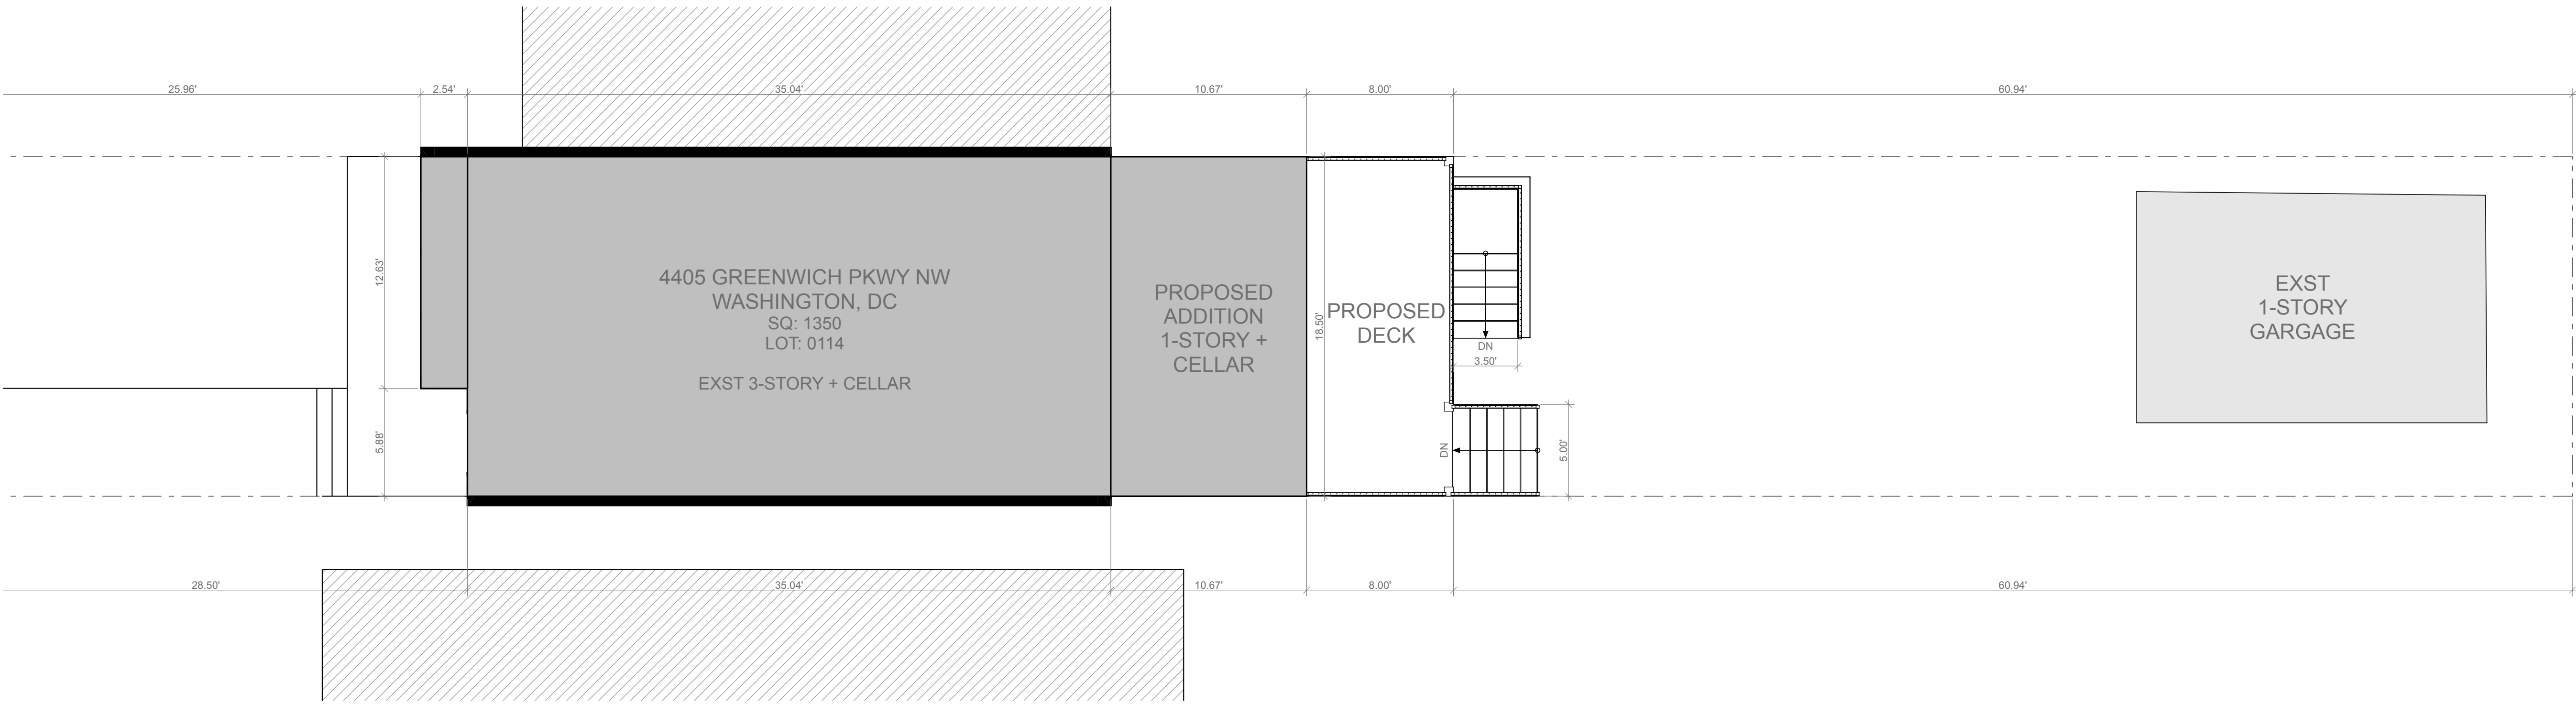 25.96'
2.54'
35.04'
10.67'
8.00'
60.94'
12.63'
5.88'
4405 GREENWICH PKWY NW
WASHINGTON, DC
SQ: 1350
LOT: 0114
EXST 3-STORY + CELLAR
PROPOSED
ADDITION
1-STORY +
CELLAR
18.50'
PROPOSED
DECK
DN
3.50'
DN
5.00'
EXST
1-STORY
GARGAGE
28.50'
35.04'
10.67'
8.00'
60.94'